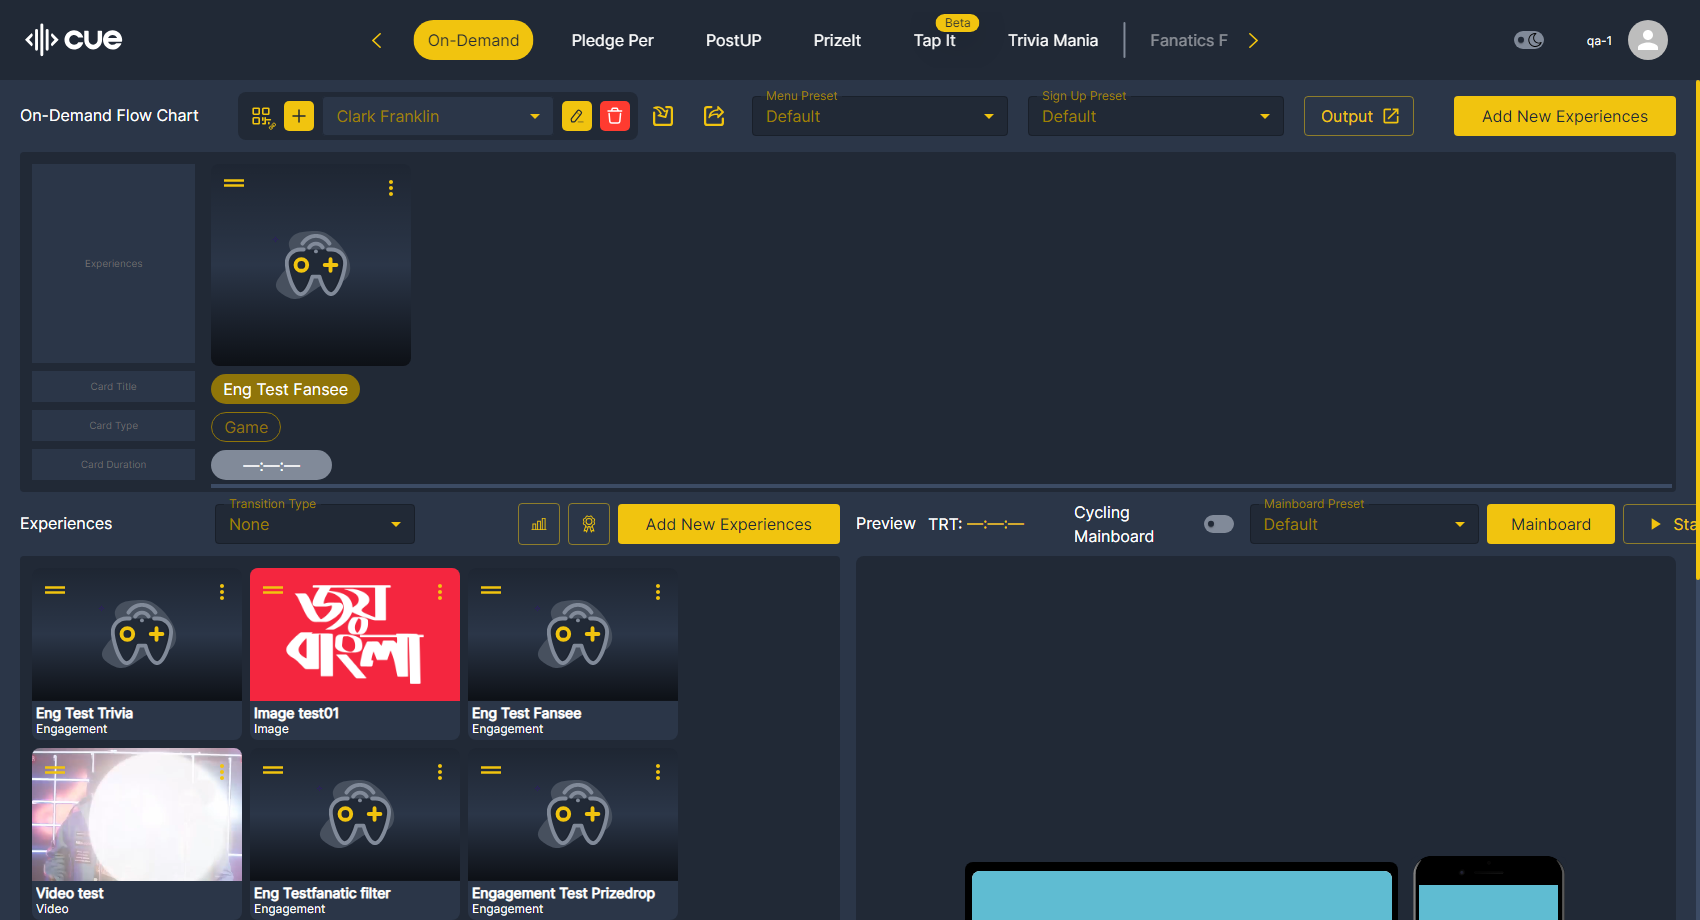 cue
On-Demand
Pledge Per
PostUP
PrizeIt
Beta
Tap It
Trivia Mania
Fanatics F
qa-1
On-Demand Flow Chart
Clark Franklin
Menu Preset
Default
Sign Up Preset
Default
Output
Add New Experiences
Experiences
Card Title
Eng Test Fansee
Card Type
Game
Card Duration
—:—:—
Experiences
Transition Type
None
Add New Experiences
Preview
TRT: —:—:—
Cycling
Mainboard
Mainboard Preset
Default
Mainboard
Sta
জয়
বাংলা
Eng Test Trivia
Engagement
Image test01
Image
Eng Test Fansee
Engagement
Video test
Video
Eng Testfanatic filter
Engagement
Engagement Test Prizedrop
Engagement